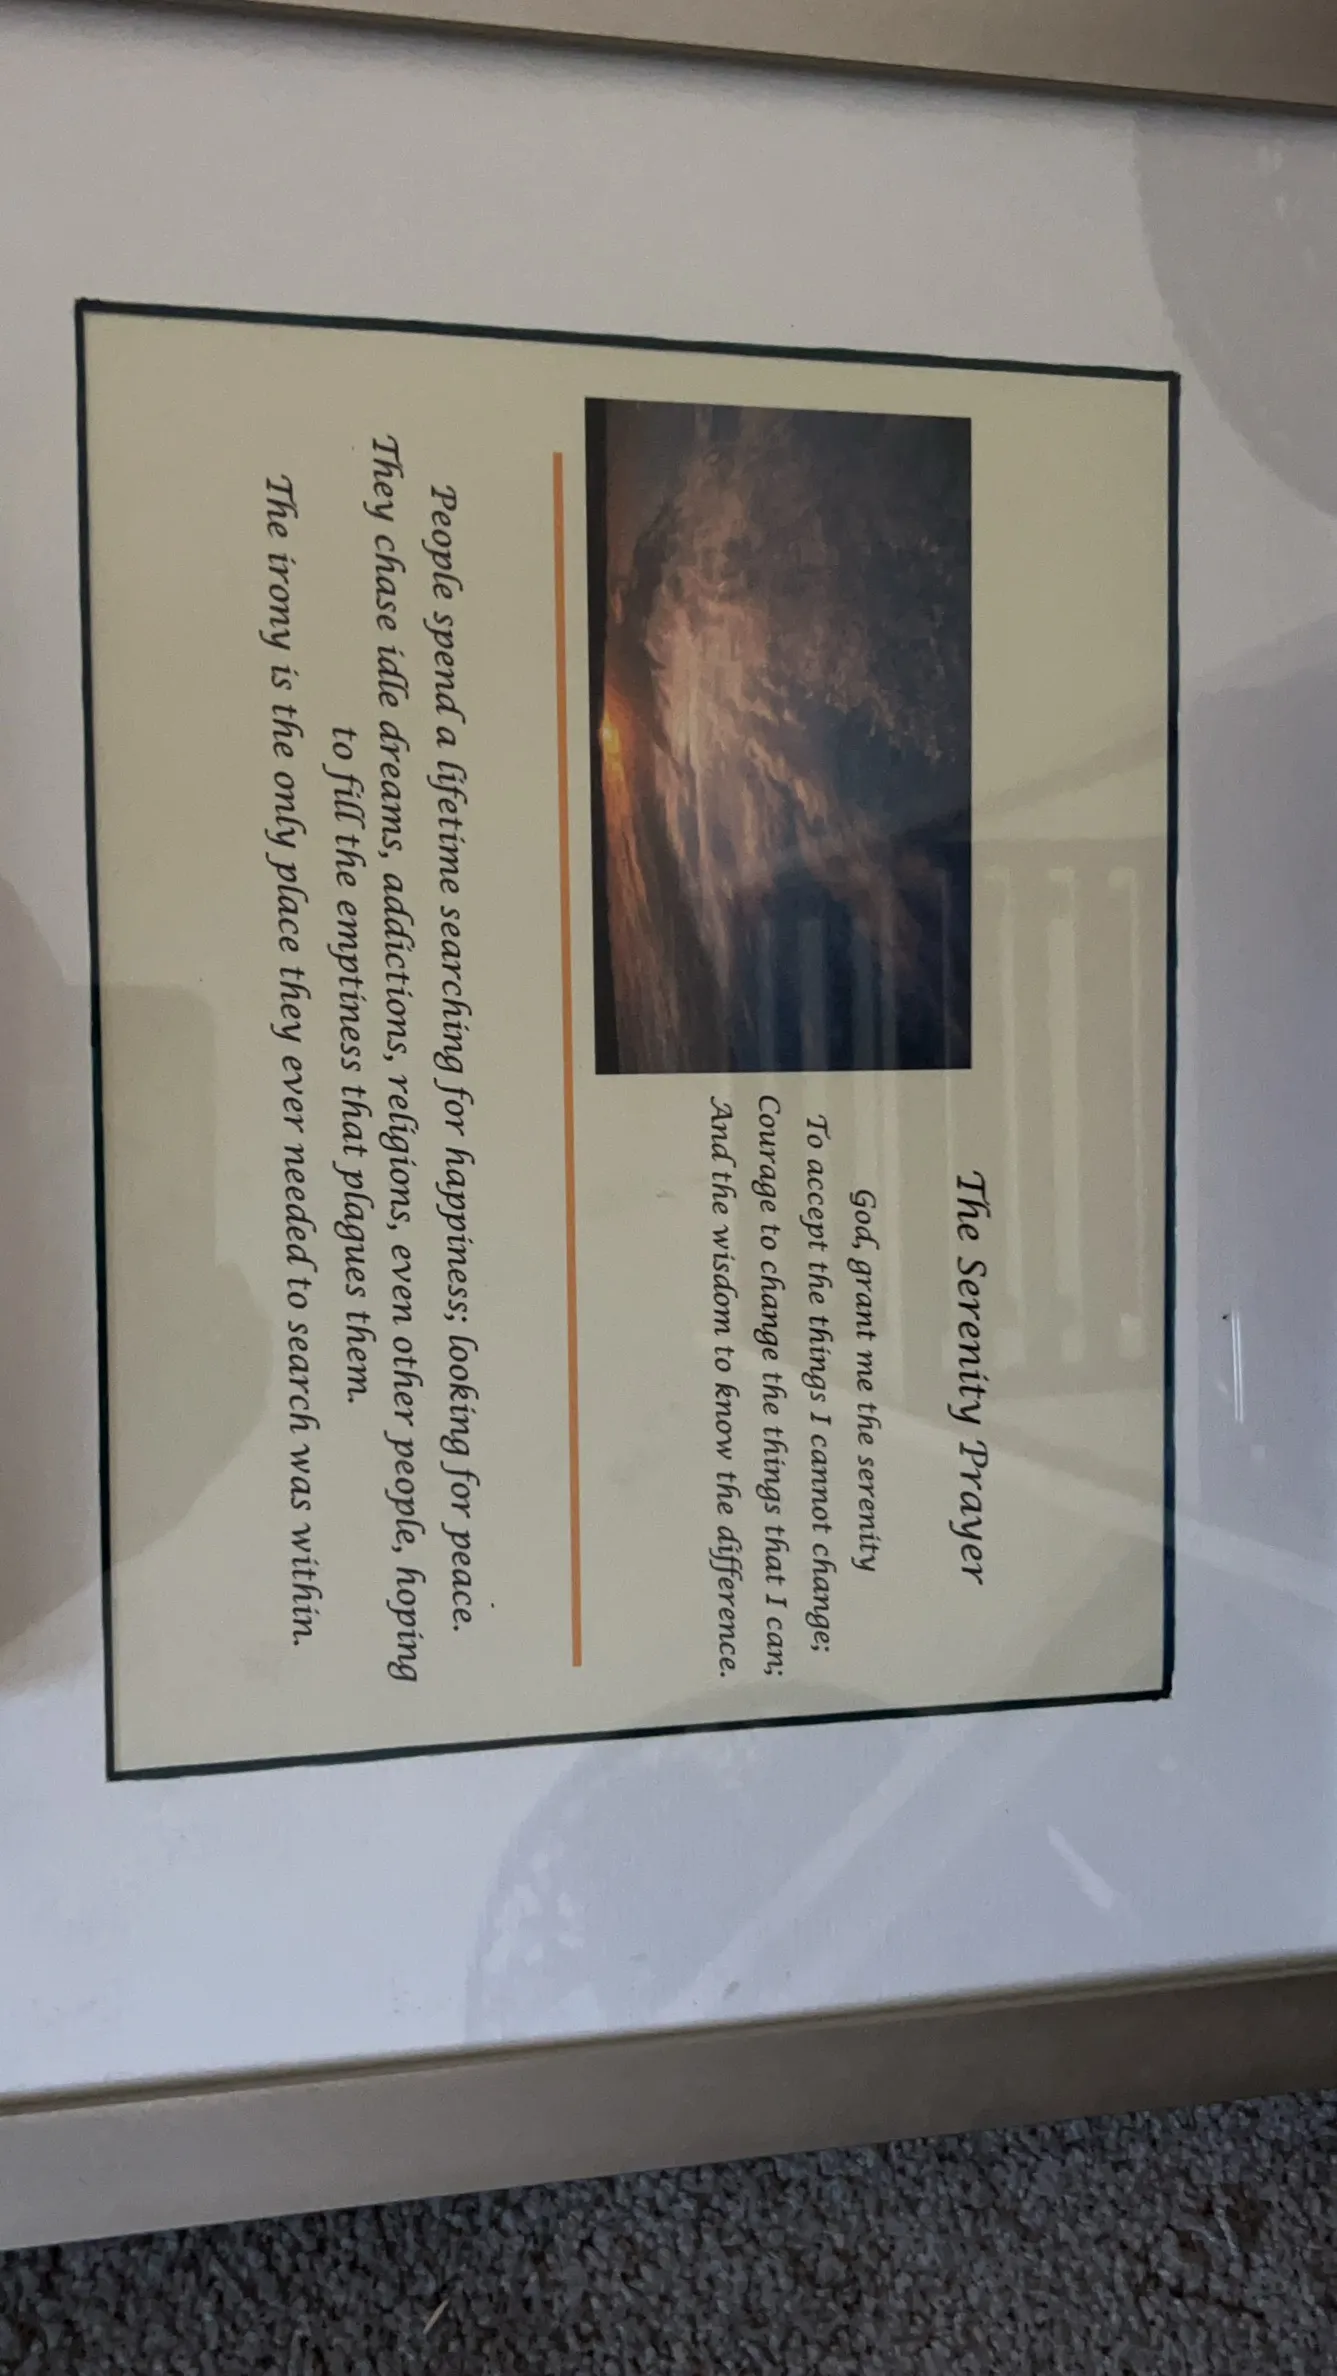 The Serenity Prayer
God, grant me the serenity
To accept the things I cannot change;
Courage to change the things that I can;
And the wisdom to know the difference.
People spend a lifetime searching for happiness; looking for peace.
They chase idle dreams, addictions, religions, even other people, hoping
to fill the emptiness that plagues them.
The irony is the only place they ever needed to search was within.